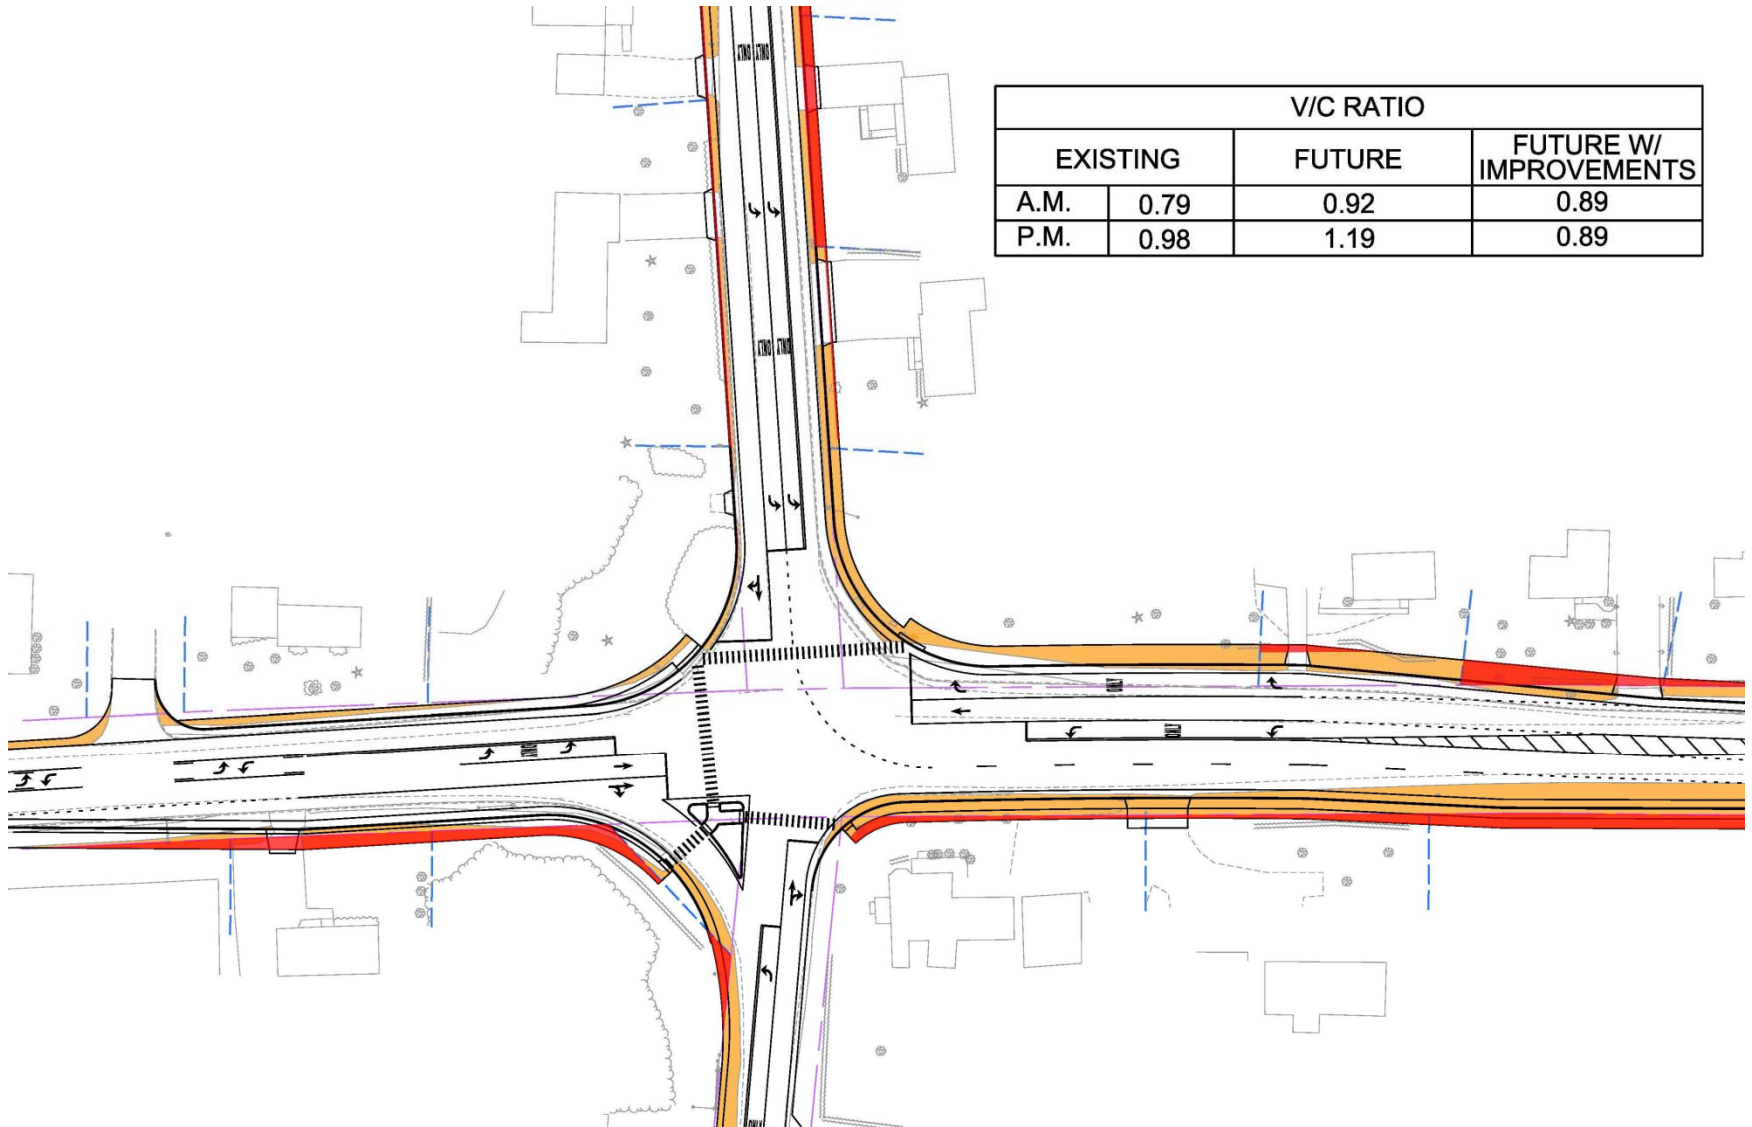 ONLY ONLY
V/C RATIO
EXISTING FUTURE FUTURE W/
IMPROVEMENTS
A.M. 0.79 0.92 0.89
P.M. 0.98 1.19 0.89
ONLY ONLY
ONLY
ONLY
ONLY
ONLY